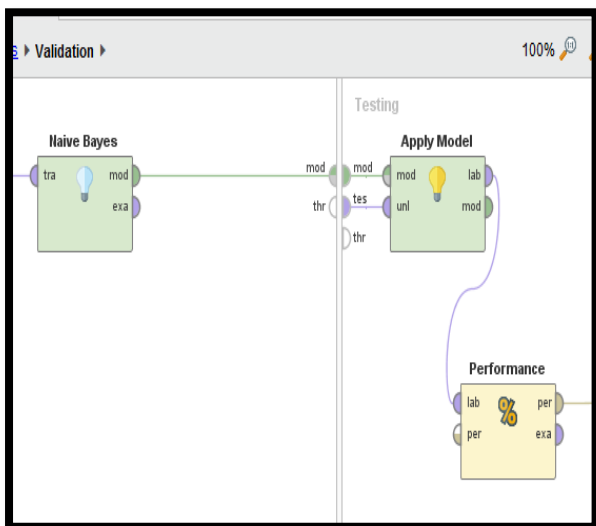 s ▸ Validation ▸
100%
Testing
Naive Bayes
Apply Model
tra mod
exa
mod
thr
mod
tes
thr
mod lab
unl mod
Performance
lab per
per exa
%